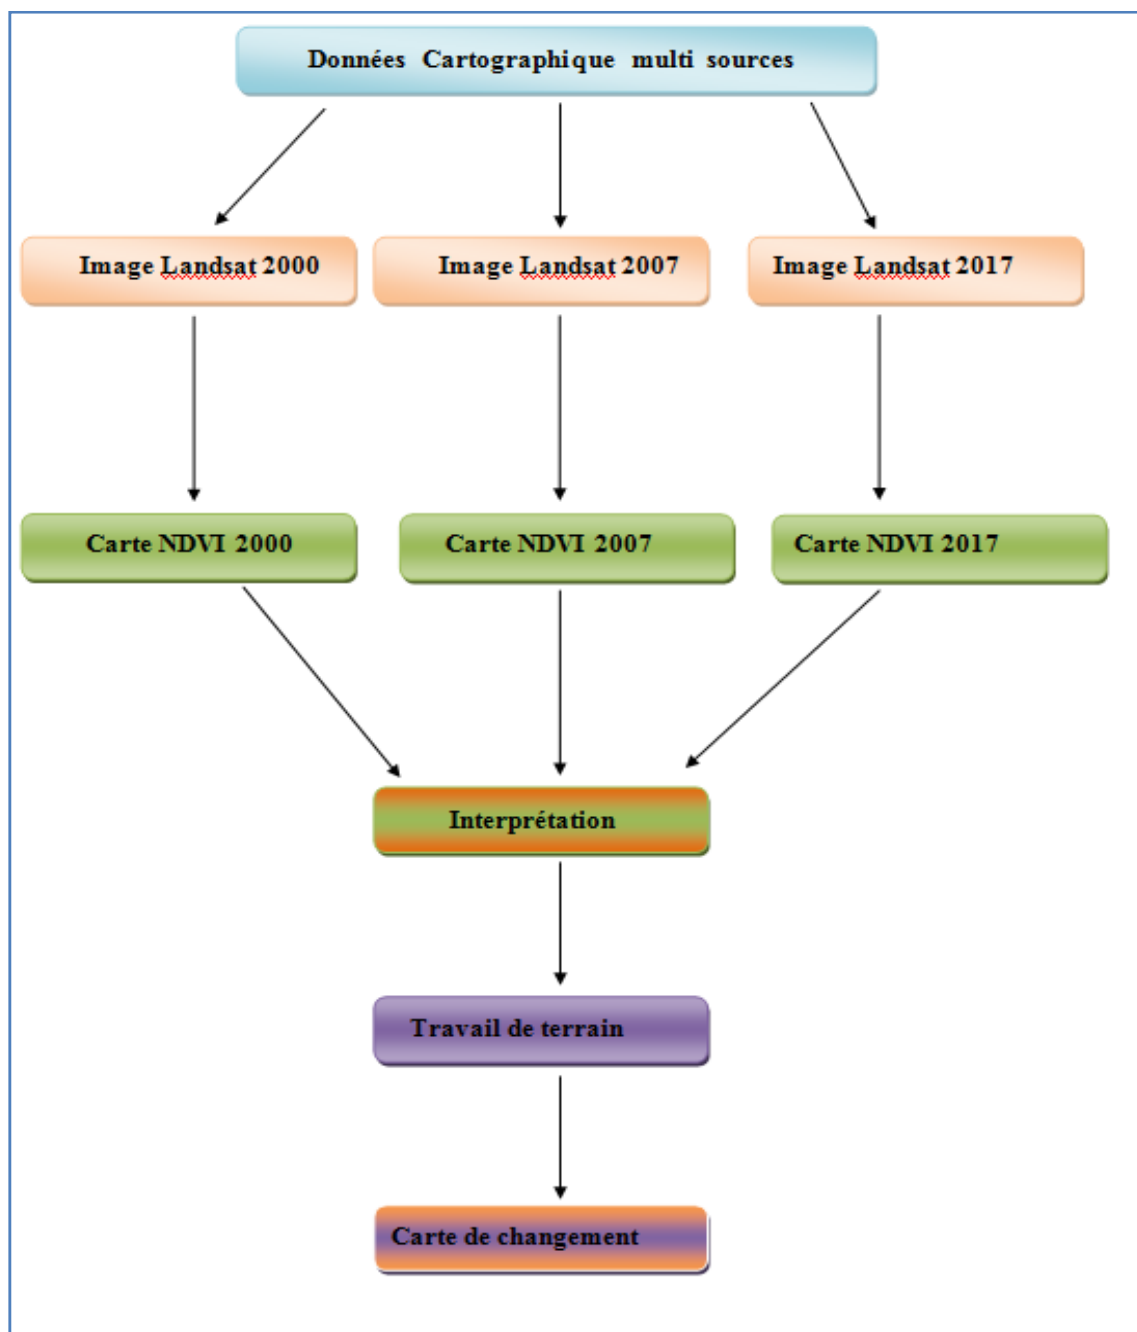 Données Cartographique multi sources
Image Landsat 2000
Image Landsat 2007
Image Landsat 2017
Carte NDVI 2000
Carte NDVI 2007
Carte NDVI 2017
Interprétation
Travail de terrain
Carte de changement